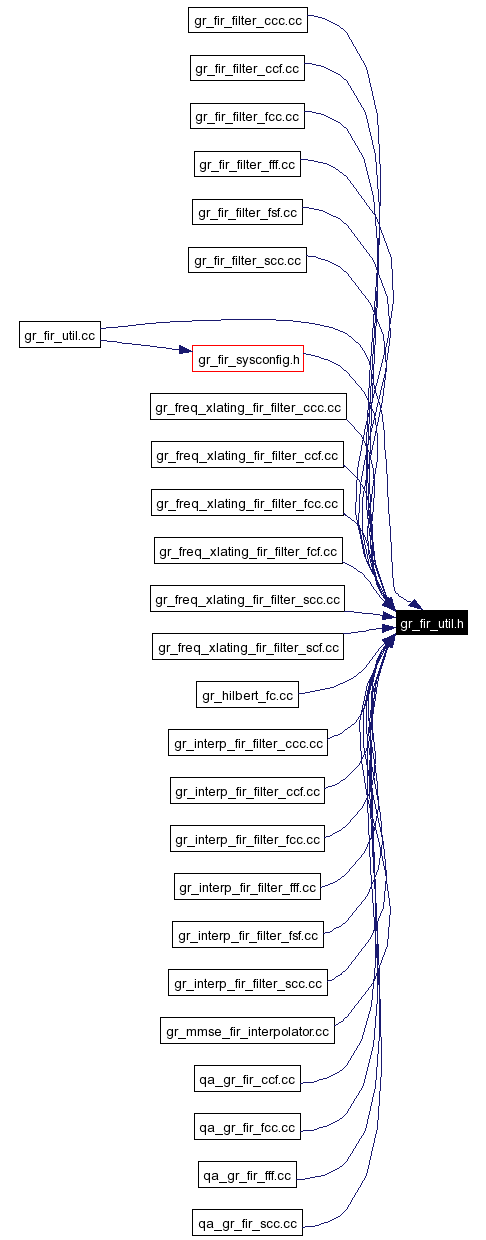 gr_fir_filter_ccc.cc
gr_fir_filter_ccf.cc
gr_fir_filter_fcc.cc
gr_fir_filter_fff.cc
gr_fir_filter_fsf.cc
gr_fir_filter_scc.cc
gr_fir_util.cc
gr_fir_sysconfig.h
gr_freq_xlating_fir_filter_ccc.cc
gr_freq_xlating_fir_filter_ccf.cc
gr_freq_xlating_fir_filter_fcc.cc
gr_freq_xlating_fir_filter_fcf.cc
gr_freq_xlating_fir_filter_scc.cc
gr_fir_util.h
gr_freq_xlating_fir_filter_scf.cc
gr_hilbert_fc.cc
gr_interp_fir_filter_ccc.cc
gr_interp_fir_filter_ccf.cc
gr_interp_fir_filter_fcc.cc
gr_interp_fir_filter_fff.cc
gr_interp_fir_filter_fsf.cc
gr_interp_fir_filter_scc.cc
gr_mmse_fir_interpolator.cc
qa_gr_fir_ccf.cc
qa_gr_fir_fcc.cc
qa_gr_fir_fff.cc
qa_gr_fir_scc.cc